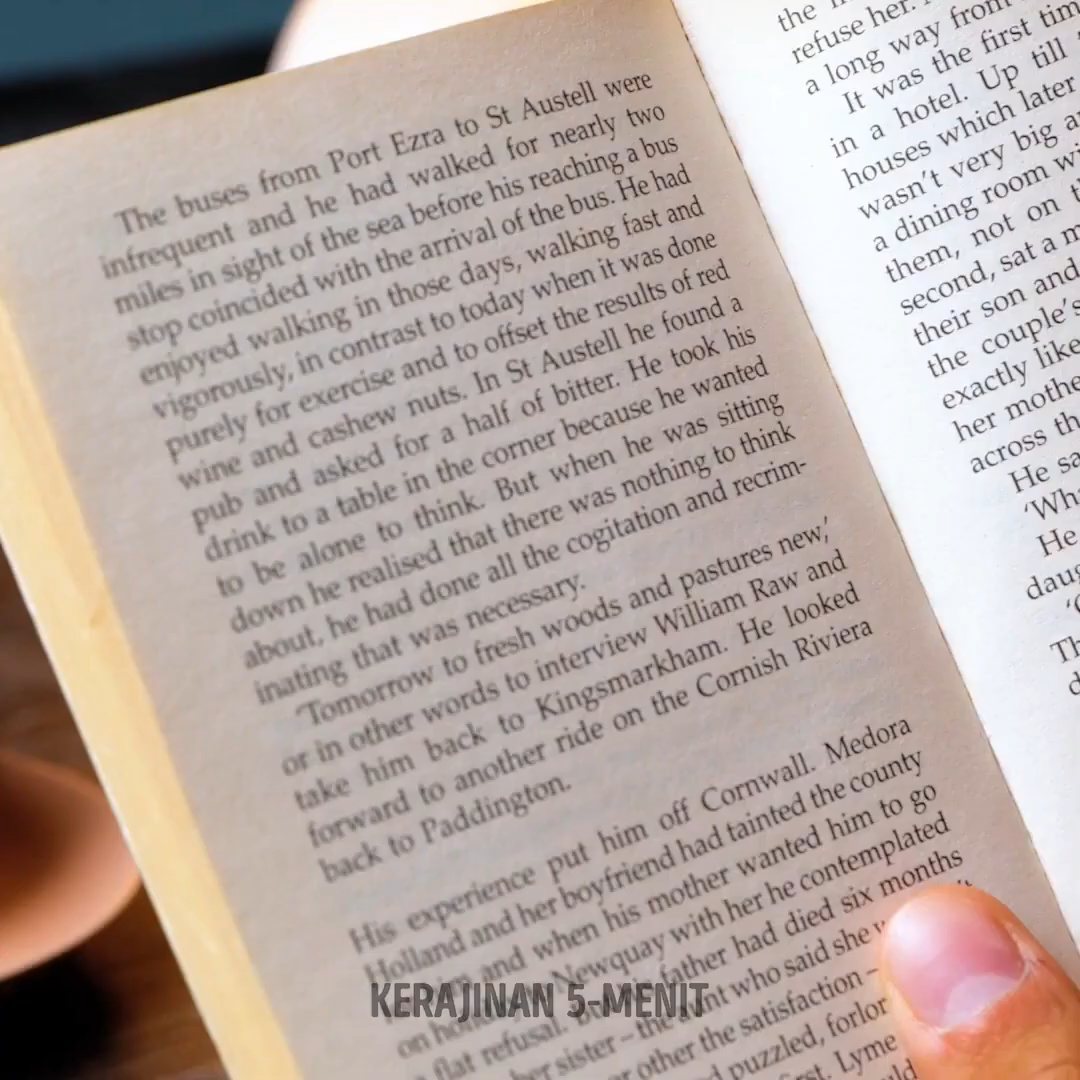 The buses from Port Ezra to St Austell were
infrequent and he had walked for nearly two
miles in sight of the sea before his reaching a bus
stop coincided with the arrival of the bus. He had
enjoyed walking in those days, walking fast and
vigorously, in contrast to today when it was done
purely for exercise and to offset the results of red
wine and cashew nuts. In St Austell he found a
pub and asked for a half of bitter. He took his
drink to a table in the corner because he wanted
to be alone to think. But when he was sitting
down he realised that there was nothing to think
about, he had done all the cogitation and recrim-
inating that was necessary.
'Tomorrow to fresh woods and pastures new,'
or in other words to interview William Raw and
take him back to Kingsmarkham. He looked
forward to another ride on the Cornish Riviera
back to Paddington.
His experience put him off Cornwall. Medora
Holland and her boyfriend had tainted the county
and when his mother wanted him to go
Newquay with her he contemplated
flat refusal. father had died six months
her sister – the who said she
or other the satisfaction –
puzzled, forlor
first. Lyme
the
refuse her.
a long way from
It was the first tim
in a hotel. Up till
houses which later
wasn't very big a
a dining room wi
them, not on t
second, sat a m
their son and
the couple's
exactly like
her mothe
across th
He sa
'Wh
He
daug
Th
d
KERAJINAN 5-MENIT